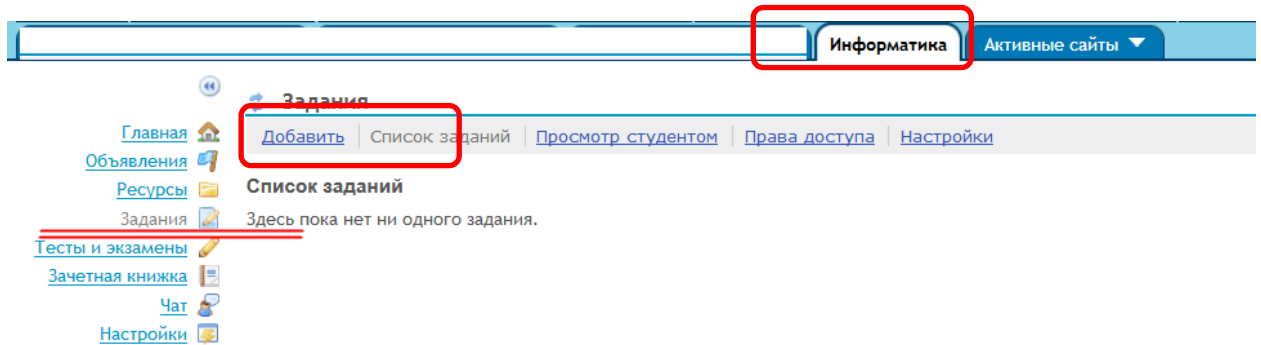 Информатика Активные сайты
Задания
Добавить Список заданий Просмотр студентом Права доступа Настройки
Список заданий
Здесь пока нет ни одного задания.
Главная
Объявления
Ресурсы
Задания
Тесты и экзамены
Зачетная книжка
Чат
Настройки